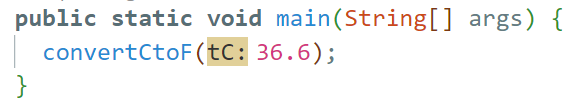 public static void main(String[] args) {
convertCtoF(tC: 36.6);
}